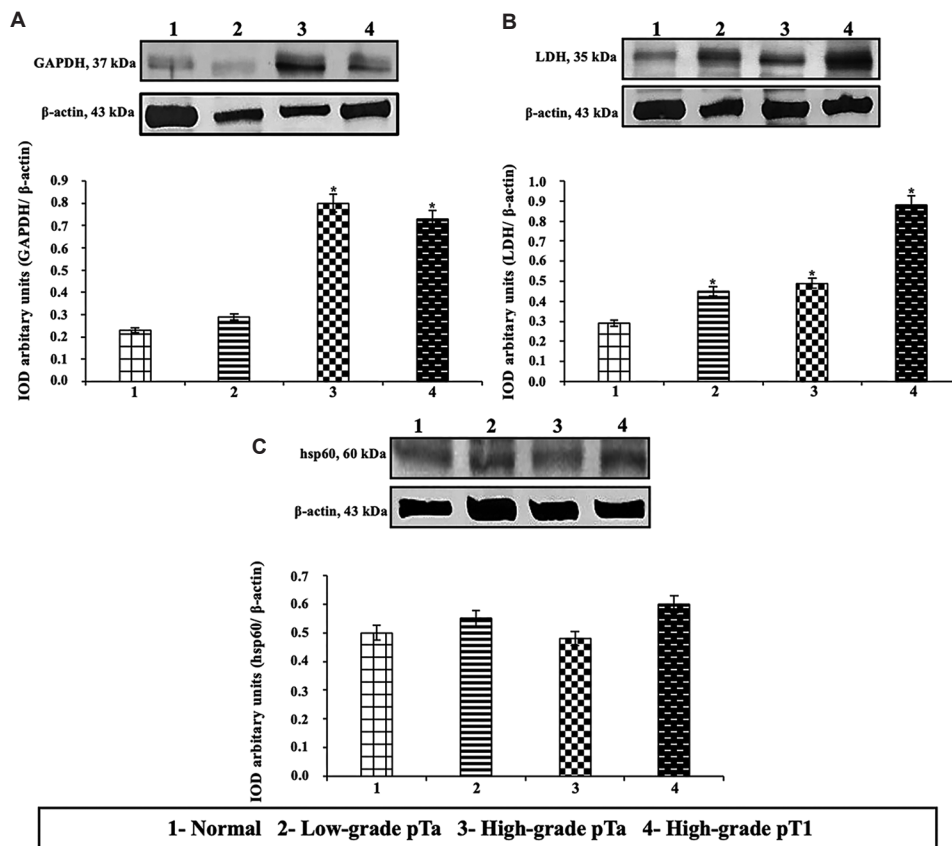 A
1 2 3 4
GAPDH, 37 kDa
β-actin, 43 kDa
IOD arbitary units (GAPDH/ β-actin)
0.9
0.8
0.7
0.6
0.5
0.4
0.3
0.2
0.1
0.0
*
*
1 2 3 4
B
1 2 3 4
LDH, 35 kDa
β-actin, 43 kDa
IOD arbitary units (LDH/ β-actin)
1.0
0.9
0.8
0.7
0.6
0.5
0.4
0.3
0.2
0.1
0.0
*
*
*
1 2 3 4
C
1 2 3 4
hsp60, 60 kDa
β-actin, 43 kDa
IOD arbitary units (hsp60/ β-actin)
0.7
0.6
0.5
0.4
0.3
0.2
0.1
0.0
1 2 3 4
1- Normal 2- Low-grade pTa 3- High-grade pTa 4- High-grade pT1